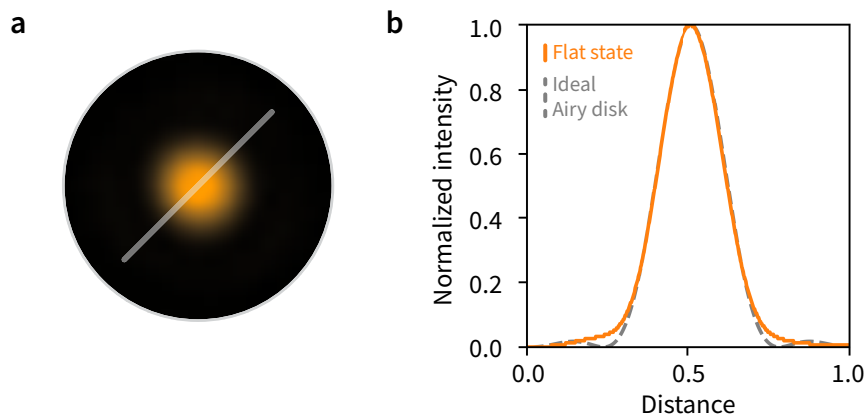 a
b
1.0
0.8
0.6
0.4
0.2
0.0
Normalized intensity
Flat state
Ideal
Airy disk
0.0
0.5
1.0
Distance